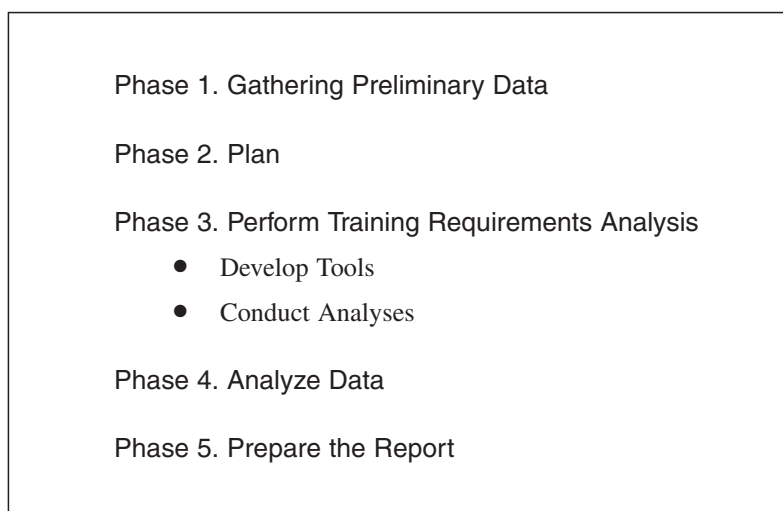 Phase 1. Gathering Preliminary Data
Phase 2. Plan
Phase 3. Perform Training Requirements Analysis
• Develop Tools
• Conduct Analyses
Phase 4. Analyze Data
Phase 5. Prepare the Report